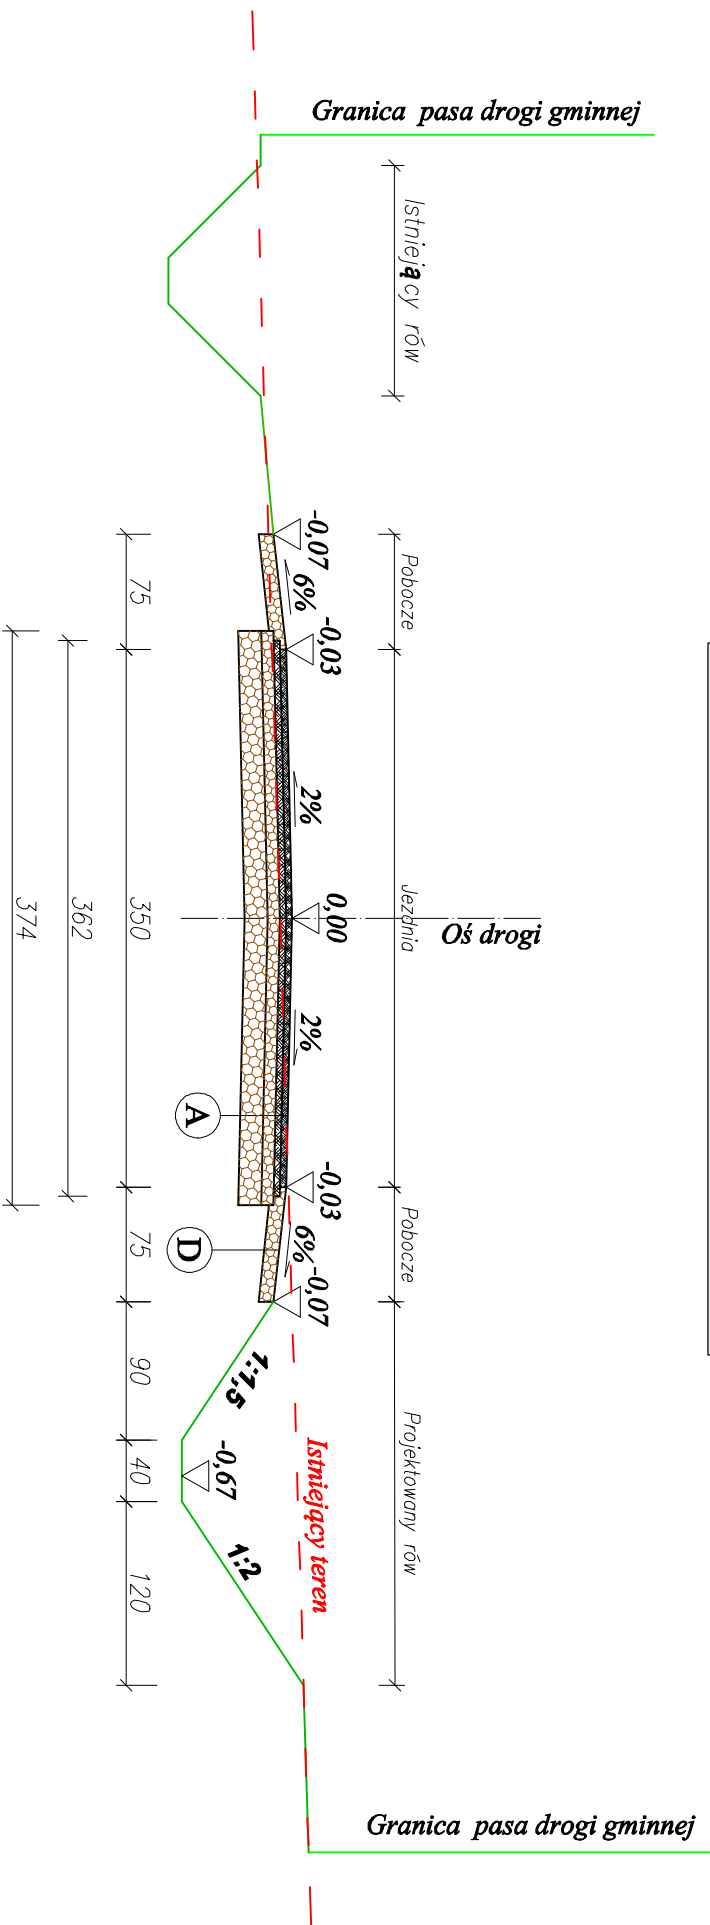 Granica pasa drogi gminnej
Istniejący rów
Pobocze
Jezdnia
Pobocze
Projektowany rów
Oś drogi
-0,07
6%
-0,03
2%
0,00
2%
-0,03
6%
-0,07
1:1,5
-0,67
1:2
Istniejący teren
A
D
75
350
75
90
40
120
362
374
Granica pasa drogi gminnej